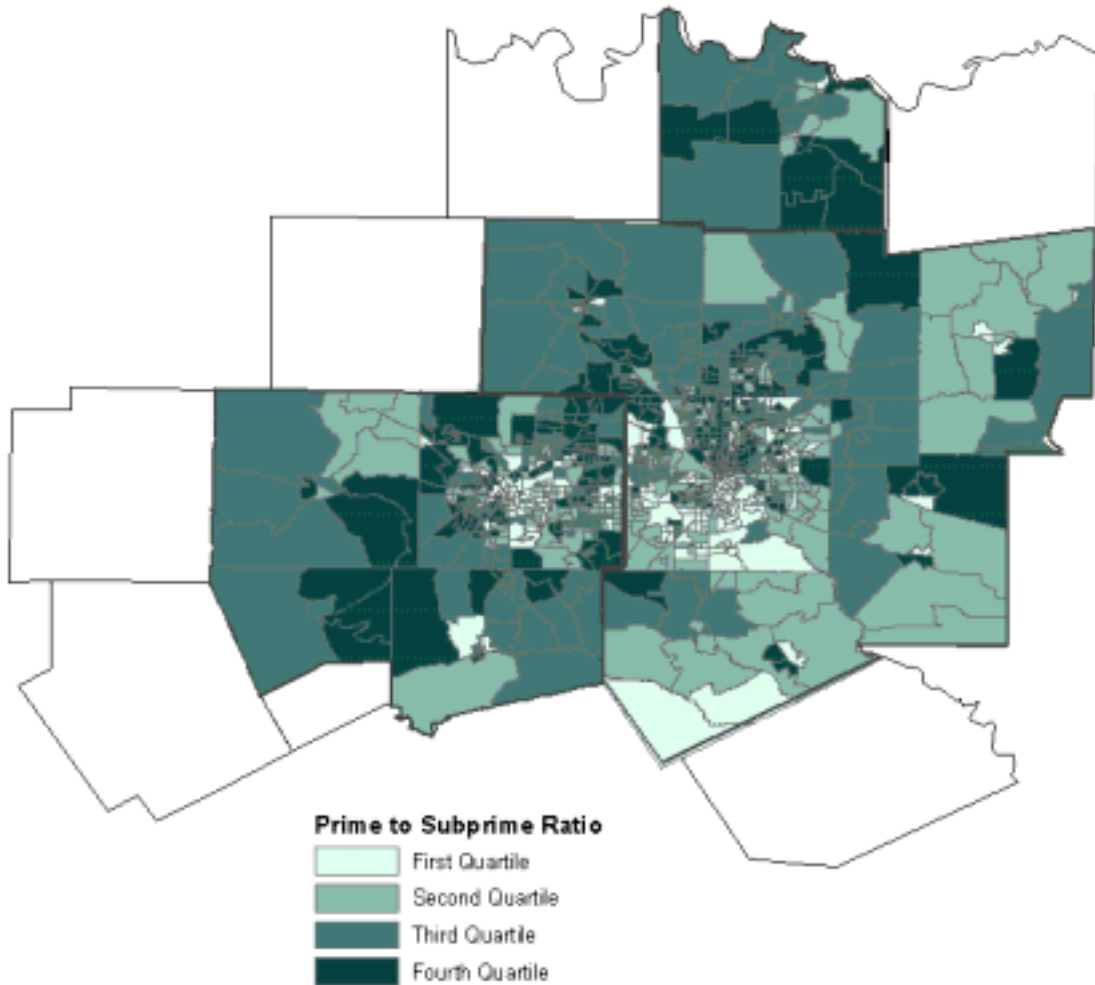 Prime to Subprime Ratio
First Quartile
Second Quartile
Third Quartile
Fourth Quartile